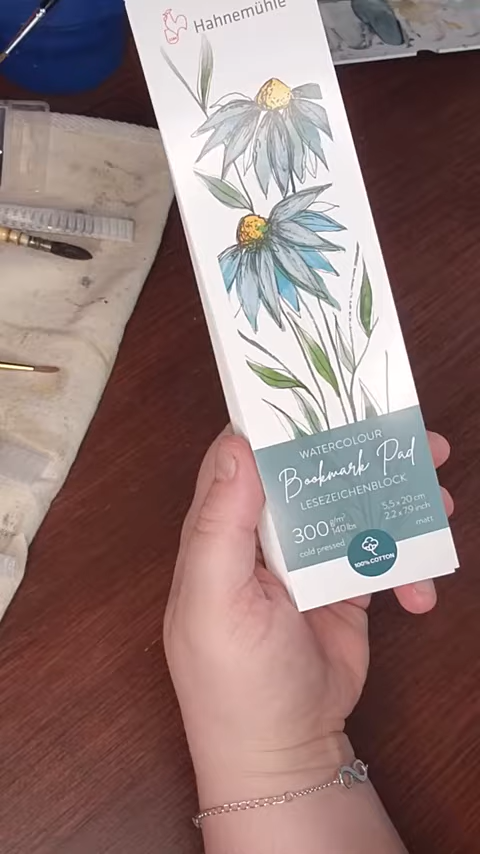 Hahnemühle
WATERCOLOUR
Bookmark Pad
LESEZEICHENBLOCK
300 g/m² 140 lbs
cold pressed
5,5 x 20 cm
2.2 x 7.9 inch
matt
100% COTTON